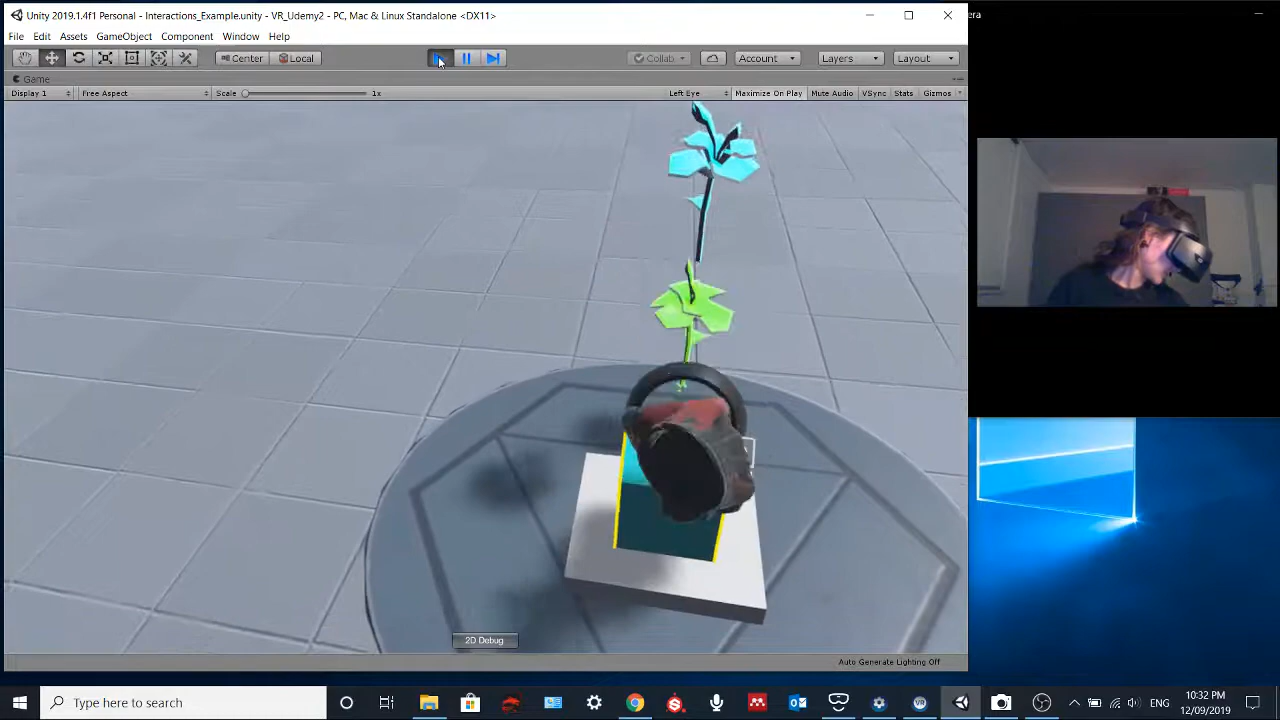 Unity 2019.1.4f1 Personal - Interactions_Example.unity - VR_Udemy2 - PC, Mac & Linux Standalone <DX11>
era
File Edit Assets GameObject Component Window Help
Center Local Collab Account Layers Layout
Game
Display 1 Free Aspect Scale 1x Left Eye Maximize On Play Mute Audio VSync Stats Gizmos
2D Debug
Auto Generate Lighting Off
Type here to search
ENG
10:32 PM
12/09/2019